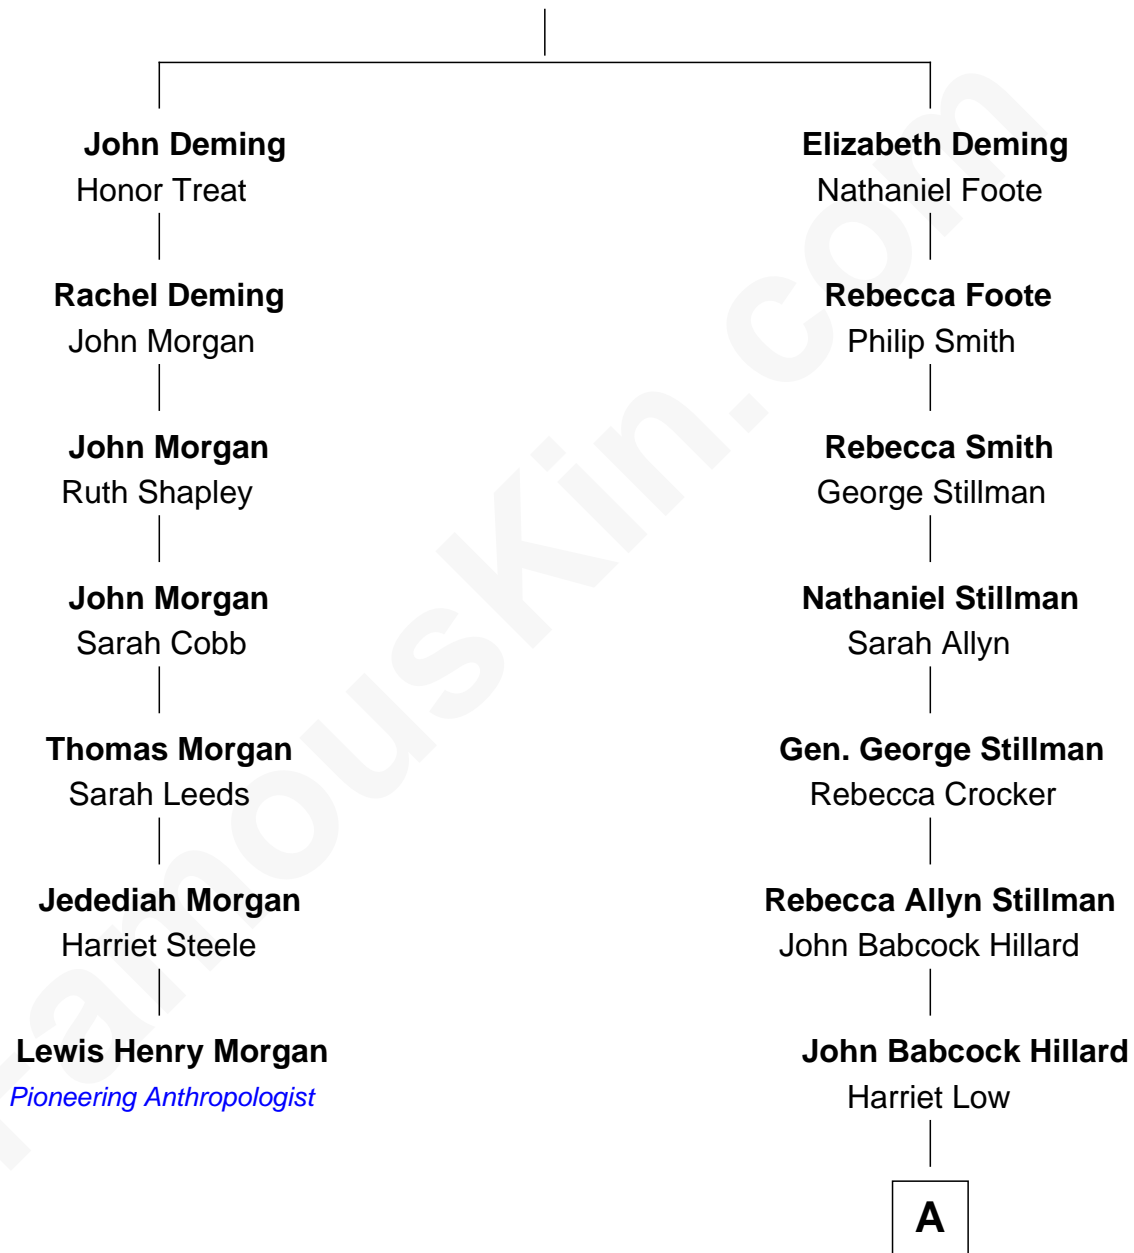 John Deming
Honor Treat
Elizabeth Deming
Nathaniel Foote
Rachel Deming
John Morgan
Rebecca Foote
Philip Smith
John Morgan
Ruth Shapley
Rebecca Smith
George Stillman
John Morgan
Sarah Cobb
Nathaniel Stillman
Sarah Allyn
Thomas Morgan
Sarah Leeds
Gen. George Stillman
Rebecca Crocker
Jedediah Morgan
Harriet Steele
Rebecca Allyn Stillman
John Babcock Hillard
Lewis Henry Morgan
Pioneering Anthropologist
John Babcock Hillard
Harriet Low
A
FamousKin.com